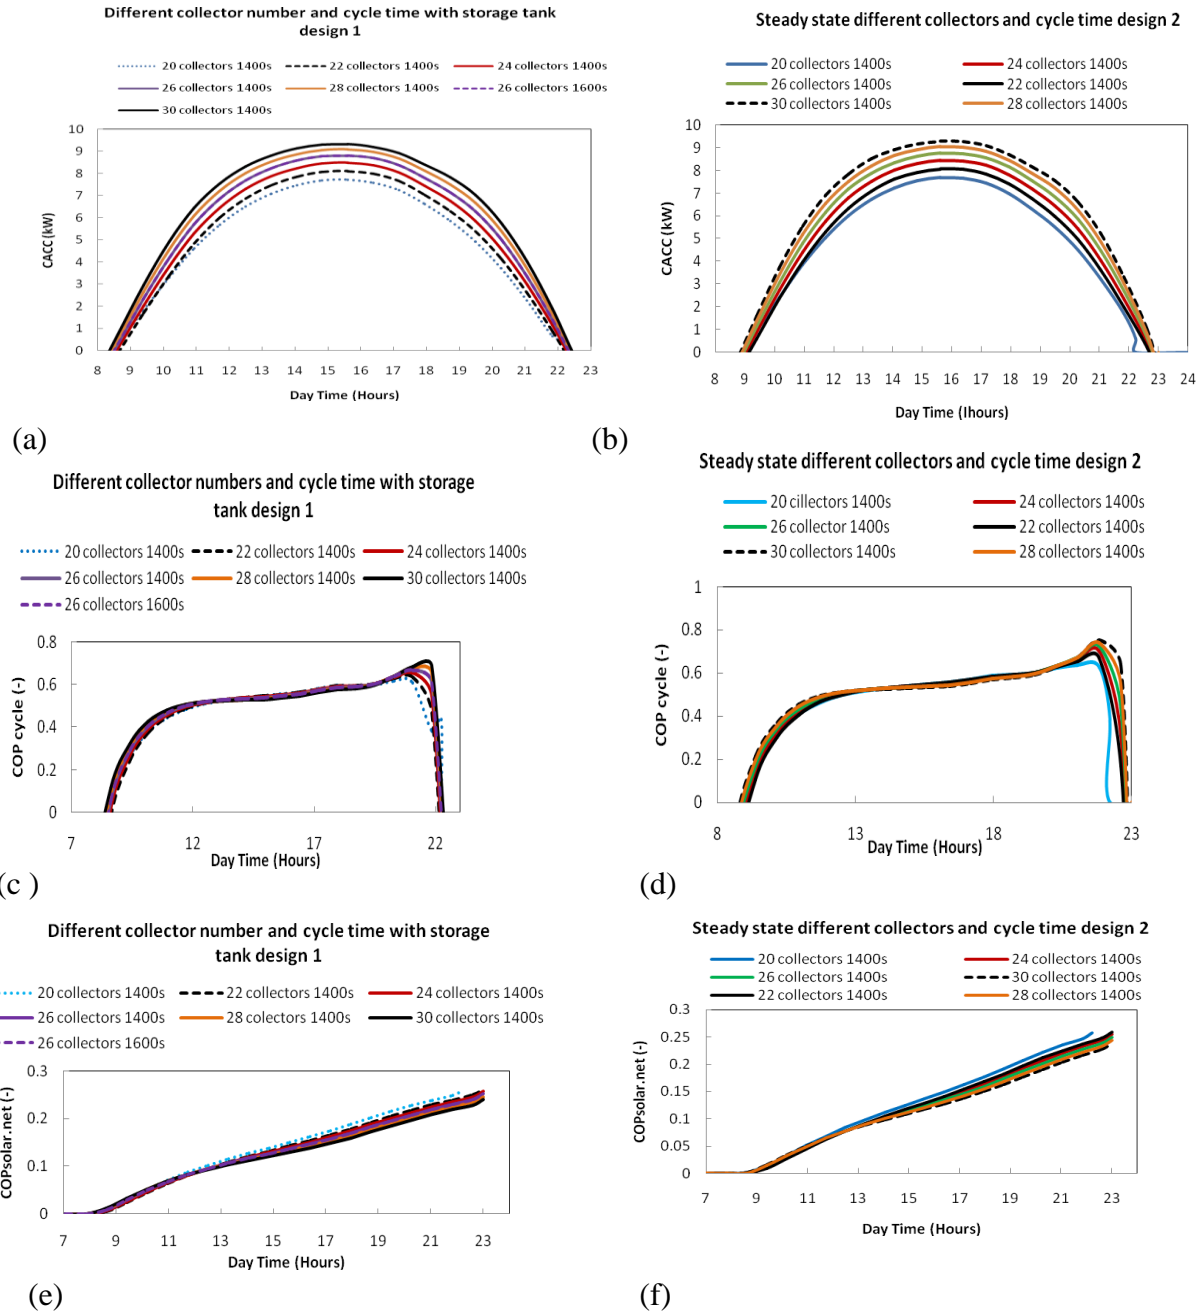 Different collector number and cycle time with storage tank
design 1
20 collectors 1400s
22 collectors 1400s
24 collectors 1400s
26 collectors 1400s
28 collectors 1400s
26 collectors 1600s
30 collectors 1400s
10
9
8
7
6
5
4
3
2
1
0
CACC (kW)
8 9 10 11 12 13 14 15 16 17 18 19 20 21 22 23
Day Time (Hours)
(a)
Steady state different collectors and cycle time design 2
20 collectors 1400s
24 collectors 1400s
26 collectors 1400s
22 collectors 1400s
30 collectors 1400s
28 collectors 1400s
10
9
8
7
6
5
4
3
2
1
0
CACC (kW)
8 9 10 11 12 13 14 15 16 17 18 19 20 21 22 23 24
Day Time (lhours)
(b)
Different collector numbers and cycle time with storage
tank design 1
20 collectors 1400s
22 collectors 1400s
24 collectors 1400s
26 collectors 1400s
28 collectors 1400s
30 collectors 1400s
26 collectors 1600s
0.8
0.6
0.4
0.2
0
COP cycle (-)
7 12 17 22
Day Time (Hours)
(c )
Steady state different collectors and cycle time design 2
20 cillectors 1400s
24 collectors 1400s
26 collector 1400s
22 collectors 1400s
30 collectors 1400s
28 collectors 1400s
1
0.8
0.6
0.4
0.2
0
COP cycle (-)
8 13 18 23
Day Time (Hours)
(d)
Different collector number and cycle time with storage
tank design 1
20 collectors 1400s
22 collectors 1400s
24 collectors 1400s
26 collectors 1400s
28 colectors 1400s
30 collectors 1400s
26 collectors 1600s
0.3
0.2
0.1
0
COPsolar.net (-)
7 9 11 13 15 17 19 21 23
Day Time (Hours)
(e)
Steady state different collectors and cycle time design 2
20 collectors 1400s
24 collectors 1400s
26 collectors 1400s
30 collectors 1400s
22 collectors 1400s
28 collectors 1400s
0.3
0.25
0.2
0.15
0.1
0.05
0
COPsolar.net (-)
7 9 11 13 15 17 19 21 23
Day Time (Hours)
(f)